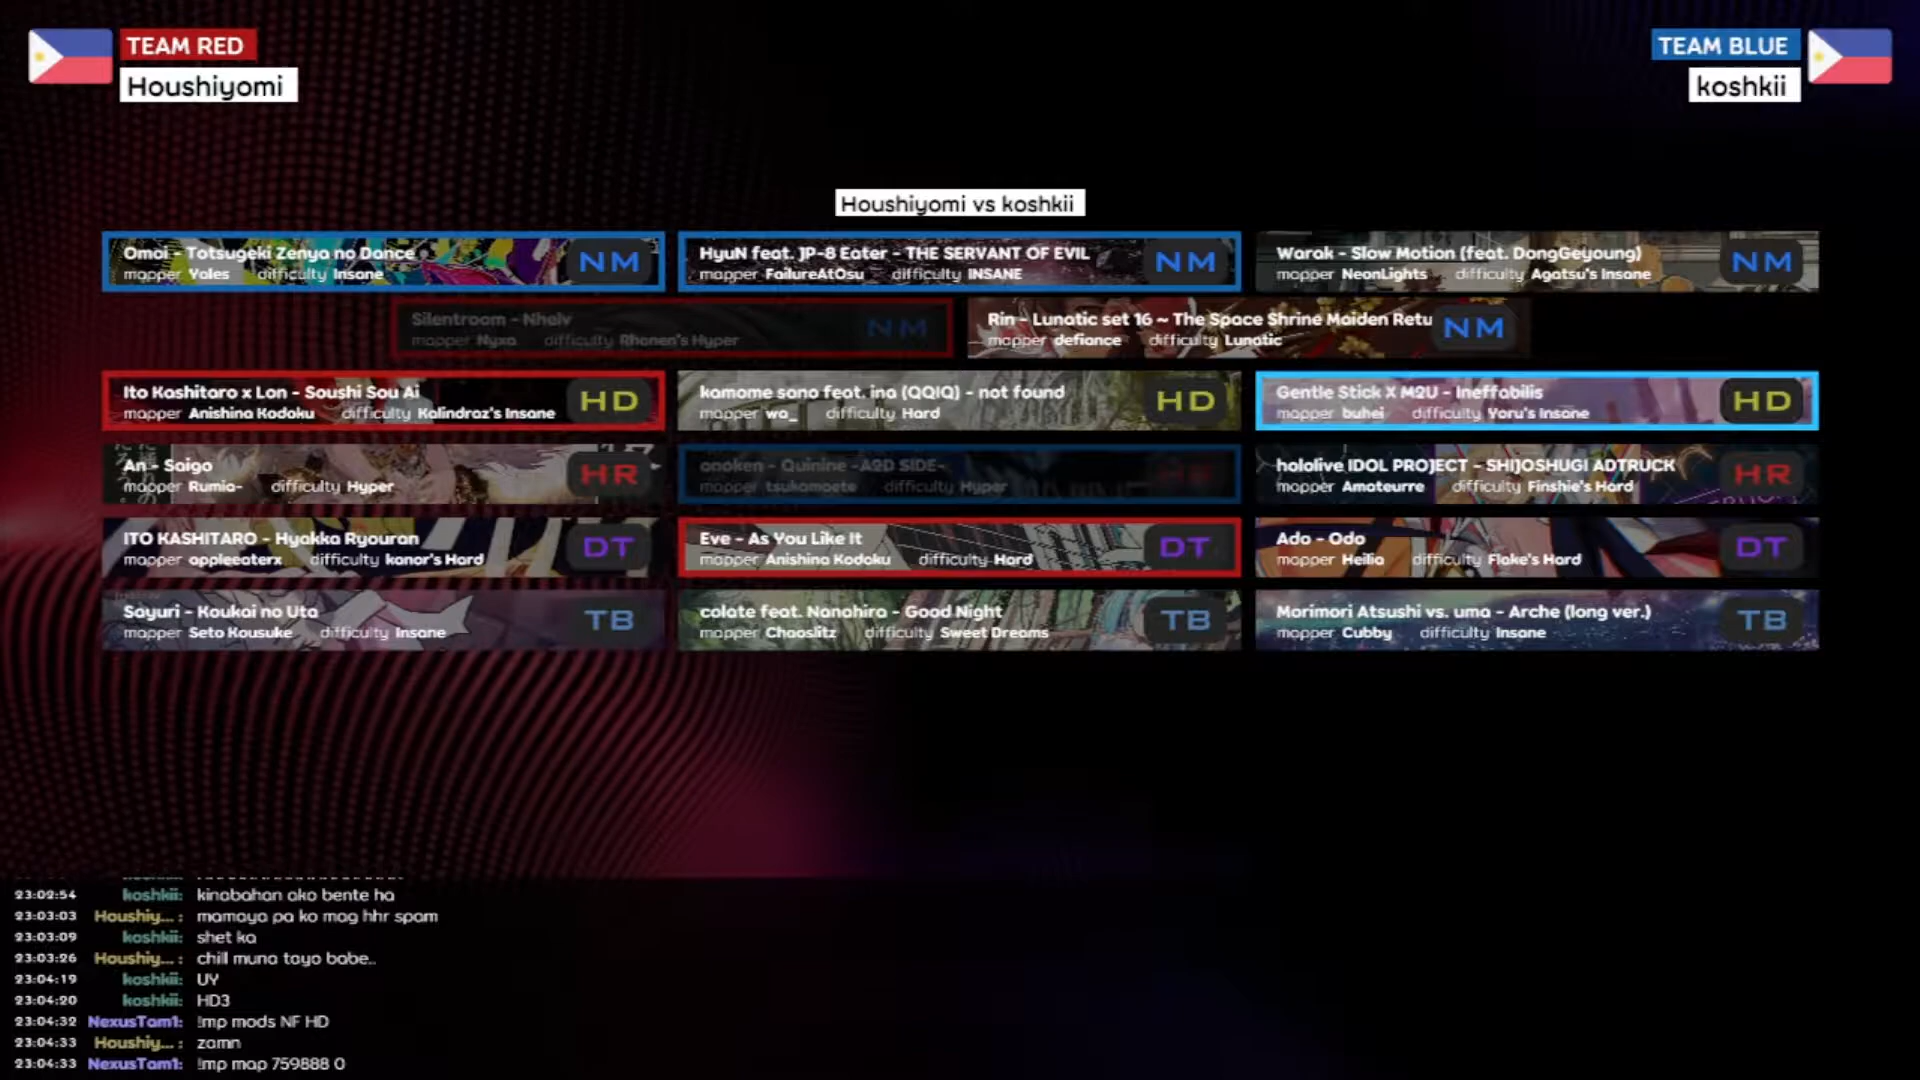 TEAM RED
Houshiyomi
TEAM BLUE
koshkii
Houshiyomi vs koshkii
Omoi - Totsugeki Zenya no Dance
mapper Yales difficulty Insane
NM
HyuN feat. JP-8 Eater - THE SERVANT OF EVIL
mapper FailureAtOsu difficulty INSANE
NM
Warak - Slow Motion (feat. DongGeyoung)
mapper NeonLights difficulty Agatsu's Insane
NM
Silentroom - Nhelv
mapper Nyxa difficulty Rhonen's Hyper
NM
Rin - Lunatic set 16 ~ The Space Shrine Maiden Retu
mapper defiance difficulty Lunatic
NM
Ito Kashitaro x Lon - Soushi Sou Ai
mapper Anishina Kodoku difficulty Kalindraz's Insane
HD
kamome sano feat. ina (QQIQ) - not found
mapper wa_ difficulty Hard
HD
Gentle Stick X M2U - Ineffabilis
mapper buhei difficulty Yoru's Insane
HD
An - Saigo
mapper Rumia- difficulty Hyper
HR
onoken - Quinine -A2D SIDE-
mapper tsukamoete difficulty Hyper
HR
hololive IDOL PROJECT - SHIJOSHUGI ADTRUCK
mapper Amateurre difficulty Finshie's Hard
HR
ITO KASHITARO - Hyakka Ryouran
mapper appleeaterx difficulty kanor's Hard
DT
Eve - As You Like It
mapper Anishina Kodoku difficulty Hard
DT
Ado - Odo
mapper Heilia difficulty Flake's Hard
DT
Sayuri - Koukai no Uta
mapper Seto Kousuke difficulty Insane
TB
colate feat. Nanahira - Good Night
mapper Chaoslitz difficulty Sweet Dreams
TB
Morimori Atsushi vs. uma - Arche (long ver.)
mapper Cubby difficulty Insane
TB
23:02:54 koshkii: kinabahan ako bente ha
23:03:03 Houshiy... : mamaya pa ko mag hhr spam
23:03:09 koshkii: shet ka
23:03:26 Houshiy... : chill muna tayo babe..
23:04:19 koshkii: UY
23:04:20 koshkii: HD3
23:04:32 NexusTam1: !mp mods NF HD
23:04:33 Houshiy... : zamn
23:04:33 NexusTam1: !mp map 759888 0